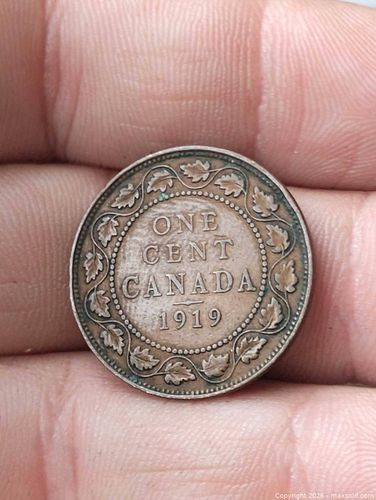 ONE
CENT
CANADA
1919
Copyright 2026 - maxsold.com